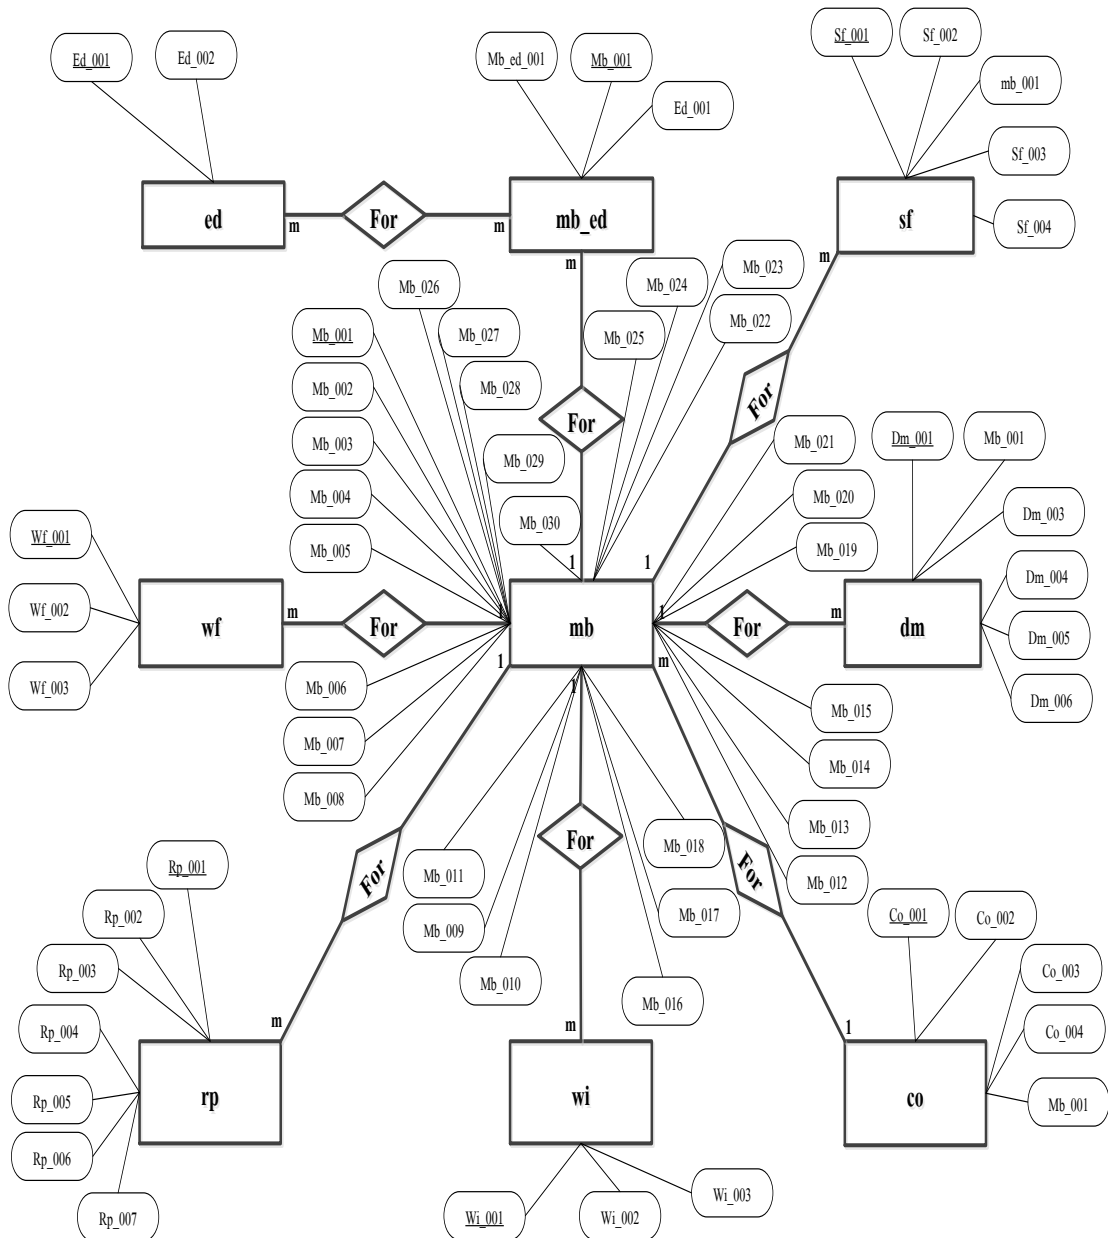 Sf_001
Sf_002
Ed_001
Ed_002
Mb_ed_001
Mb_001
mb_001
Ed_001
Sf_003
Sf_004
ed
m
For
m
mb_ed
m
sf
m
Mb_026
Mb_024
Mb_023
Mb_001
Mb_027
Mb_025
Mb_022
Mb_002
Mb_028
For
For
Mb_003
Mb_029
Mb_021
Dm_001
Mb_001
Mb_004
Mb_020
Dm_003
Wf_001
Mb_005
Mb_030
Mb_019
1
1
Dm_004
Wf_002
wf
m
For
1
mb
1
For
m
dm
Dm_005
Wf_003
1
m
Mb_006
1
Dm_006
Mb_015
Mb_007
Mb_014
Mb_008
Mb_013
For
Mb_018
For
For
Mb_011
Mb_012
Rp_001
Mb_009
Mb_017
Co_001
Co_002
Rp_002
Rp_003
Mb_010
Mb_016
Co_003
Rp_004
m
m
1
Co_004
rp
wi
co
Rp_005
Mb_001
Rp_006
Rp_007
Wi_001
Wi_002
Wi_003